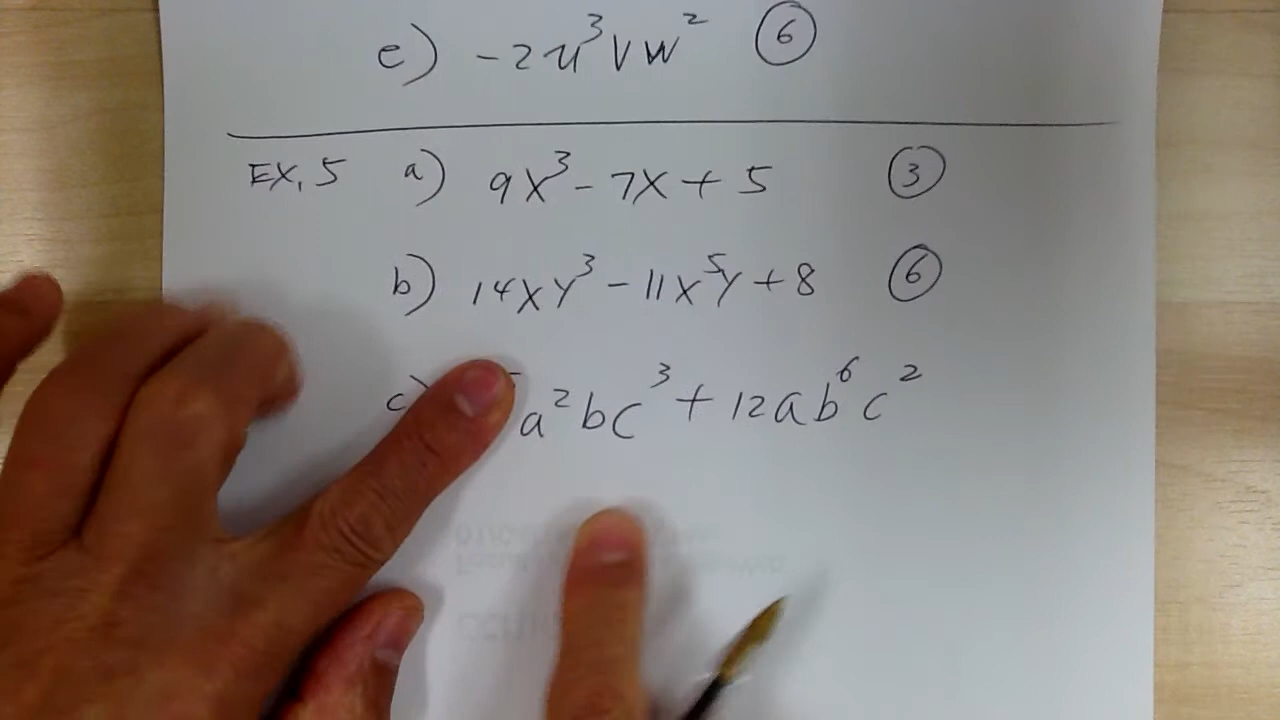 e) -2u³vw² ⑥
EX, 5 a) 9x³ - 7x + 5 ③
b) 14xy³ - 11x⁵y + 8 ⑥
c) a²bc³ + 12ab⁶c²